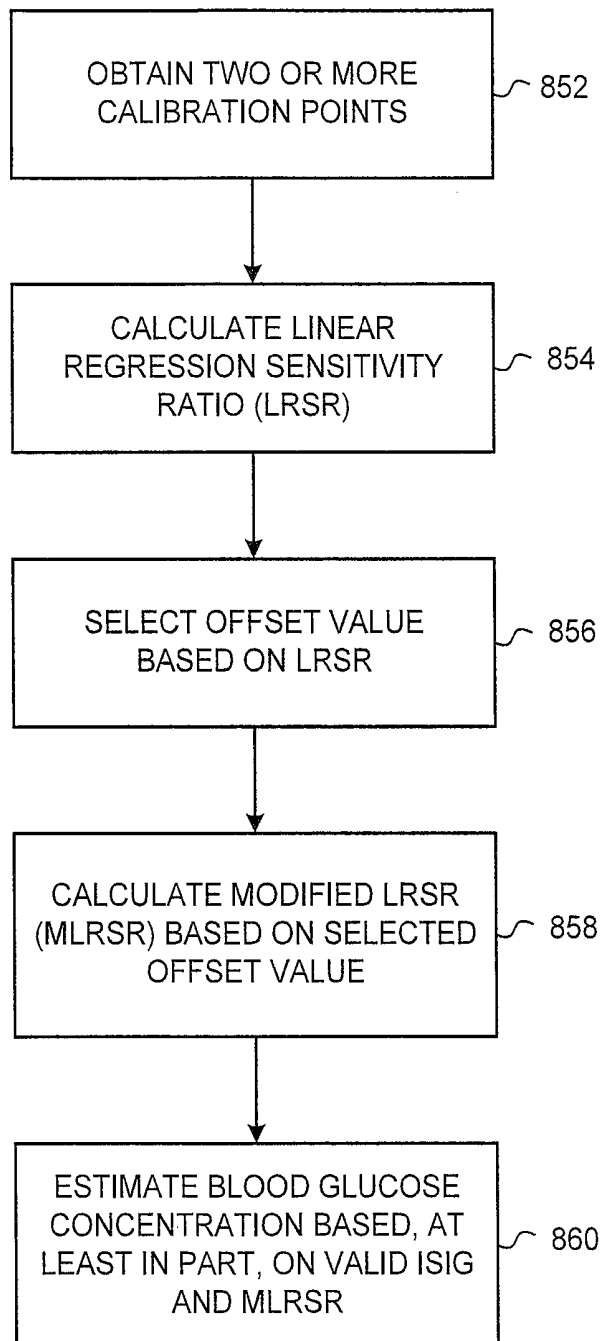 OBTAIN TWO OR MORE
CALIBRATION POINTS
852
CALCULATE LINEAR
REGRESSION SENSITIVITY
RATIO (LRSR)
854
SELECT OFFSET VALUE
BASED ON LRSR
856
CALCULATE MODIFIED LRSR
(MLRSR) BASED ON SELECTED
OFFSET VALUE
858
ESTIMATE BLOOD GLUCOSE
CONCENTRATION BASED, AT
LEAST IN PART, ON VALID ISIG
AND MLRSR
860